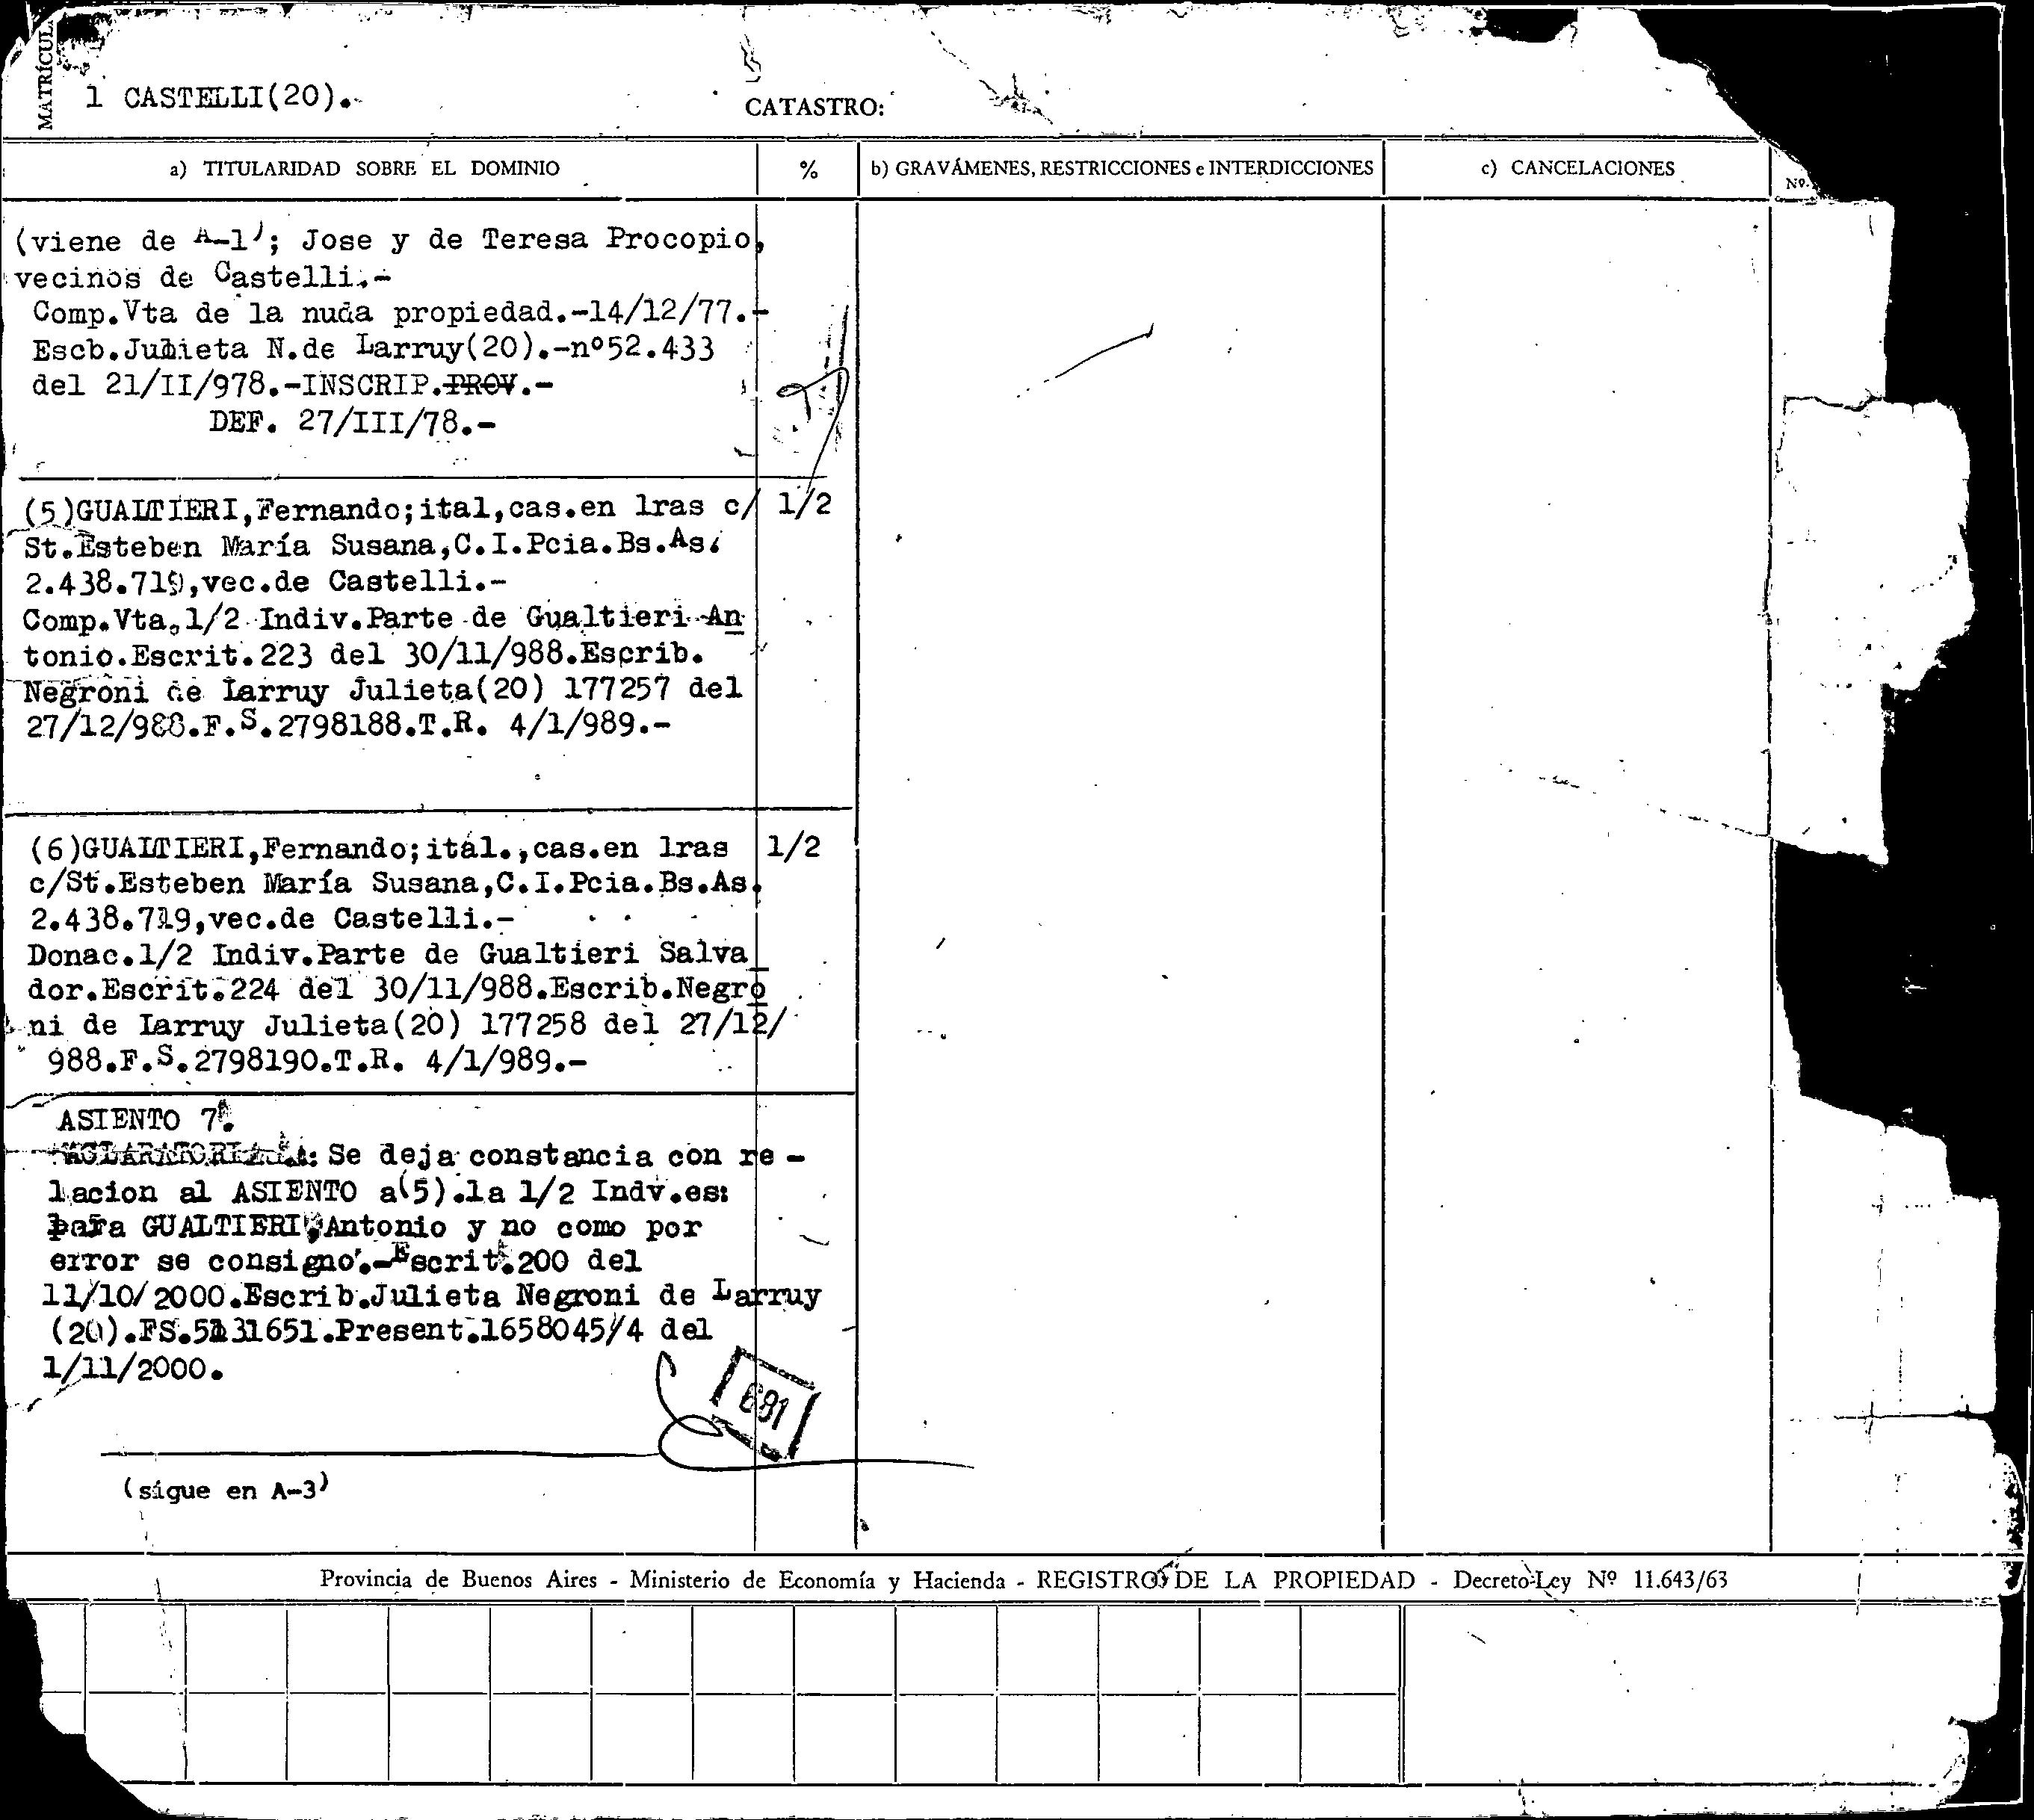 MATRÍCUL
1 CASTELLI(20).-
CATASTRO:
a) TITULARIDAD SOBRE EL DOMINIO
%
b) GRAVÁMENES, RESTRICCIONES e INTERDICCIONES
c) CANCELACIONES
Nº.
(viene de A-1); Jose y de Teresa Procopio,
vecinos de Castelli.-
Comp.Vta de la nuda propiedad.-14/12/77.-
Escb.Julieta N.de Larruy(20).-nº52.433
del 21/II/978.-INSCRIP.PROV.-
DEF. 27/III/78.-
(5)GUALTIERI,Fernando;ital,cas.en 1ras c/ 1/2
St.Esteben María Susana,C.I.Pcia.Bs.As.
2.438.719,vec.de Castelli.-
Comp.Vta.1/2 Indiv.Parte de Gualtieri An
tonio.Escrit.223 del 30/11/988.Escrib.
Negroni de Larruy Julieta(20) 177257 del
27/12/988.F.S.2798188.T.R. 4/1/989.-
(6)GUALTIERI,Fernando;ital.,cas.en 1ras 1/2
c/St.Esteben María Susana,C.I.Pcia.Bs.As.
2.438.719,vec.de Castelli.-
Donac.1/2 Indiv.Parte de Gualtieri Salva
dor.Escrit.224 del 30/11/988.Escrib.Negro
ni de Larruy Julieta(20) 177258 del 27/12/
988.F.S.2798190.T.R. 4/1/989.-
ASIENTO 7.
Se deja constancia con re -
lacion al ASIENTO a(5).la 1/2 Indv.es:
para GUALTIERI,Antonio y no como por
error se consigno.-Escrit.200 del
11/10/2000.Escrib.Julieta Negroni de Larruy
(20).FS.5131651.Present.1658045/4 del
1/11/2000.
681
(sigue en A-3)
Provincia de Buenos Aires - Ministerio de Economía y Hacienda - REGISTRO DE LA PROPIEDAD - Decreto-Ley Nº 11.643/63